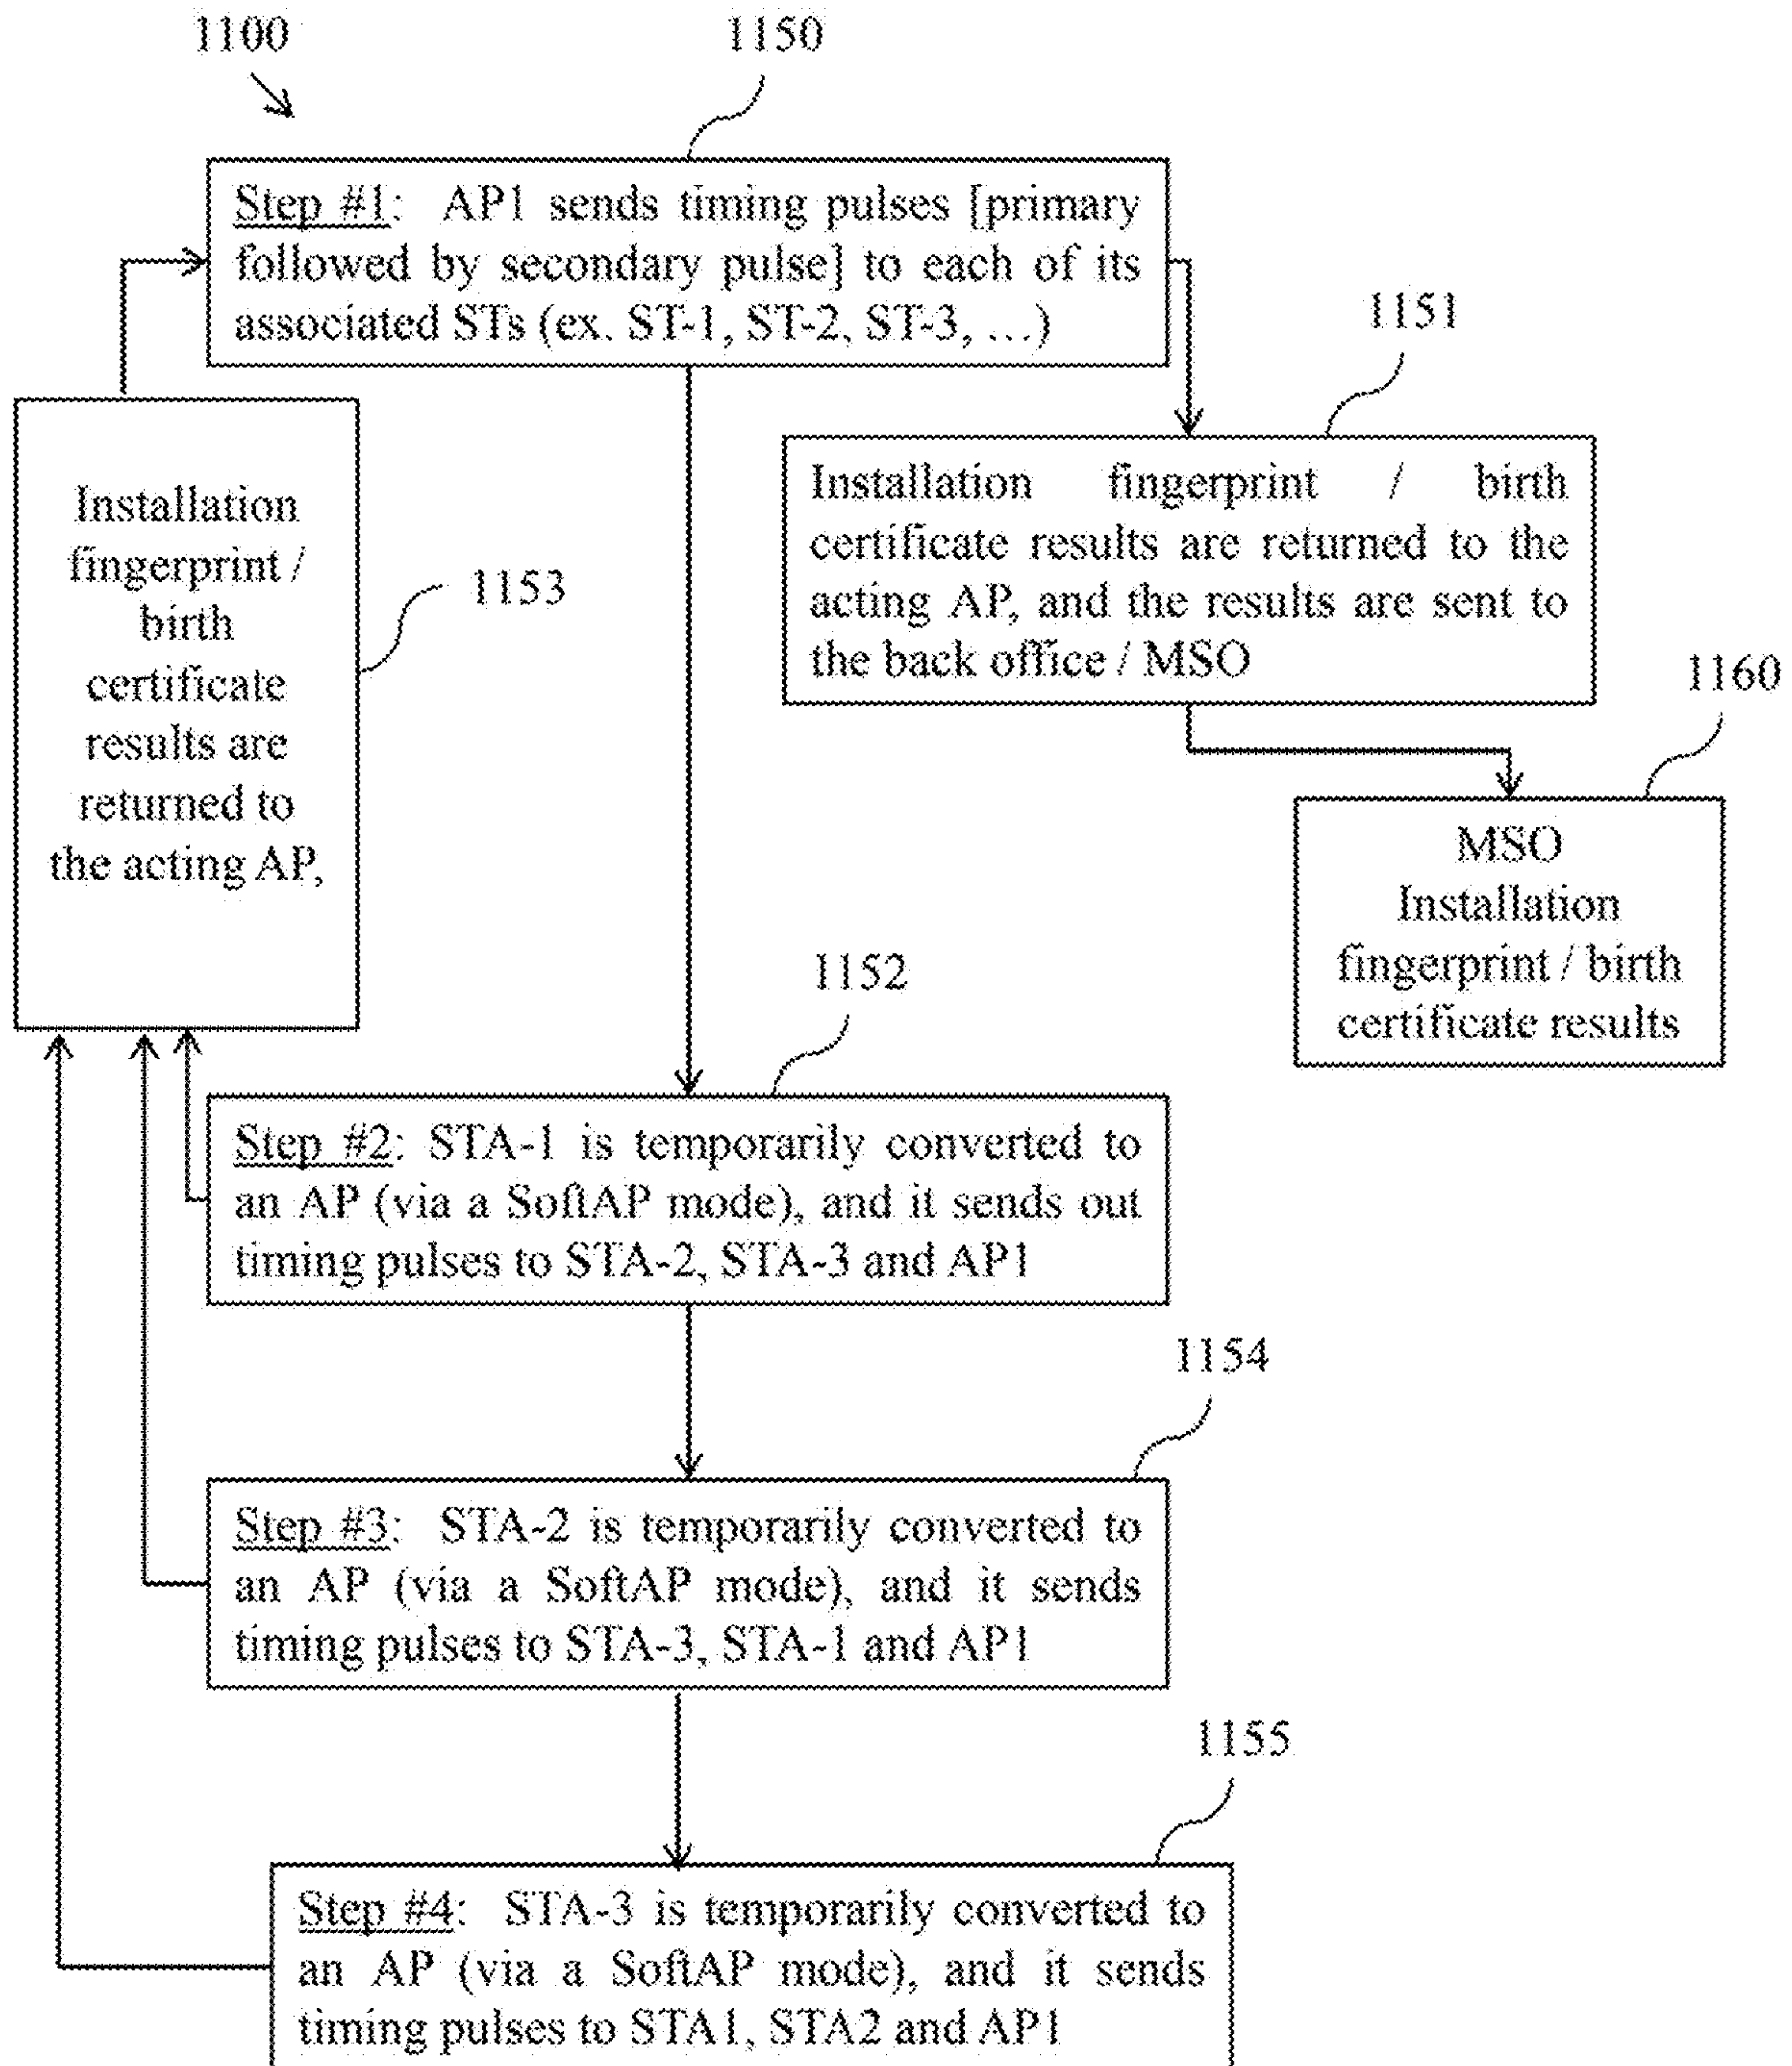 1100
1150
Step #1: AP1 sends timing pulses [primary
followed by secondary pulse] to each of its
associated STs (ex. ST-1, ST-2, ST-3, …)
1151
Installation fingerprint / birth
certificate results are returned to the
acting AP, and the results are sent to
the back office / MSO
Installation
fingerprint /
birth
certificate
results are
returned to
the acting AP,
1153
1160
MSO
Installation
fingerprint / birth
certificate results
1152
Step #2: STA-1 is temporarily converted to
an AP (via a SoftAP mode), and it sends out
timing pulses to STA-2, STA-3 and AP1
1154
Step #3: STA-2 is temporarily converted to
an AP (via a SoftAP mode), and it sends
timing pulses to STA-3, STA-1 and AP1
1155
Step #4: STA-3 is temporarily converted to
an AP (via a SoftAP mode), and it sends
timing pulses to STA1, STA2 and AP1